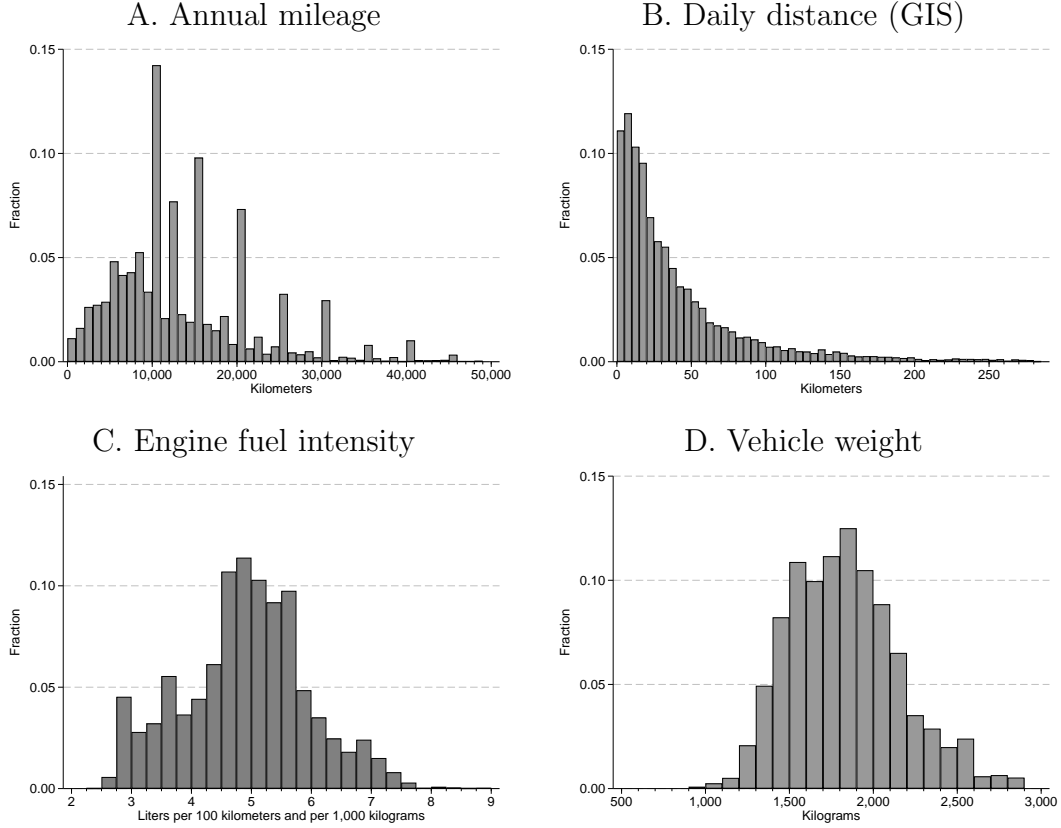 A. Annual mileage
0.15
0.10
0.05
0.00
Fraction
0 10,000 20,000 30,000 40,000 50,000
Kilometers
B. Daily distance (GIS)
0.15
0.10
0.05
0.00
Fraction
0 50 100 150 200 250
Kilometers
C. Engine fuel intensity
0.15
0.10
0.05
0.00
Fraction
2 3 4 5 6 7 8 9
Liters per 100 kilometers and per 1,000 kilograms
D. Vehicle weight
0.15
0.10
0.05
0.00
Fraction
500 1,000 1,500 2,000 2,500 3,000
Kilograms